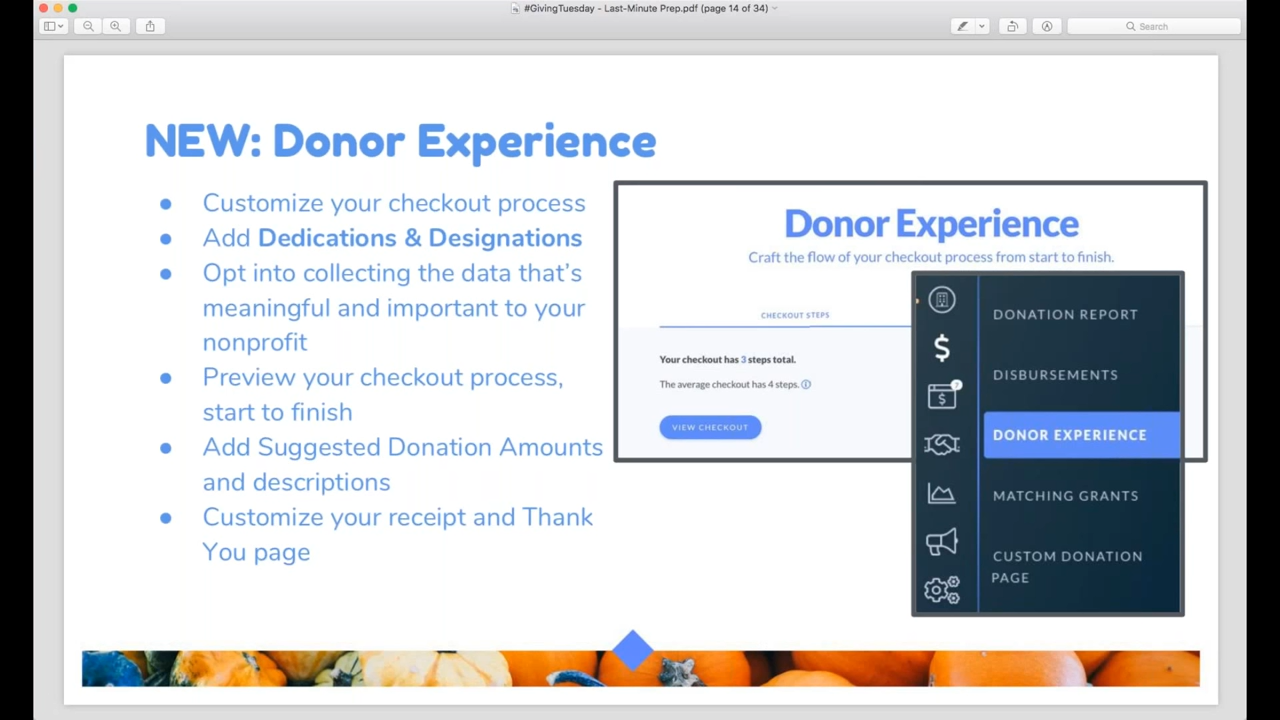 #GivingTuesday - Last-Minute Prep.pdf (page 14 of 34)
Search
NEW: Donor Experience
● Customize your checkout process
● Add Dedications & Designations
● Opt into collecting the data that's
meaningful and important to your
nonprofit
● Preview your checkout process,
start to finish
● Add Suggested Donation Amounts
and descriptions
● Customize your receipt and Thank
You page
Donor Experience
Craft the flow of your checkout process from start to finish.
CHECKOUT STEPS
Your checkout has 3 steps total.
The average checkout has 4 steps.
VIEW CHECKOUT
DONATION REPORT
DISBURSEMENTS
DONOR EXPERIENCE
MATCHING GRANTS
CUSTOM DONATION
PAGE